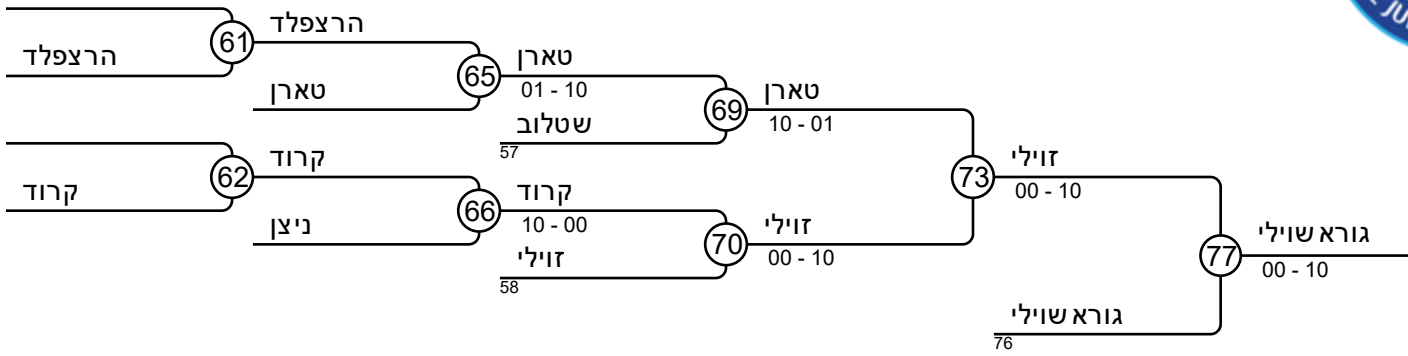 JU
הרצפלד
61
הרצפלד
טארן
65
טארן
01 - 10
שטלוב
57
69
טארן
10 - 01
קרוד
62
קרוד
ניצן
66
קרוד
10 - 00
זוילי
58
70
זוילי
00 - 10
73
זוילי
00 - 10
גורא שוילי
76
77
גורא שוילי
00 - 10